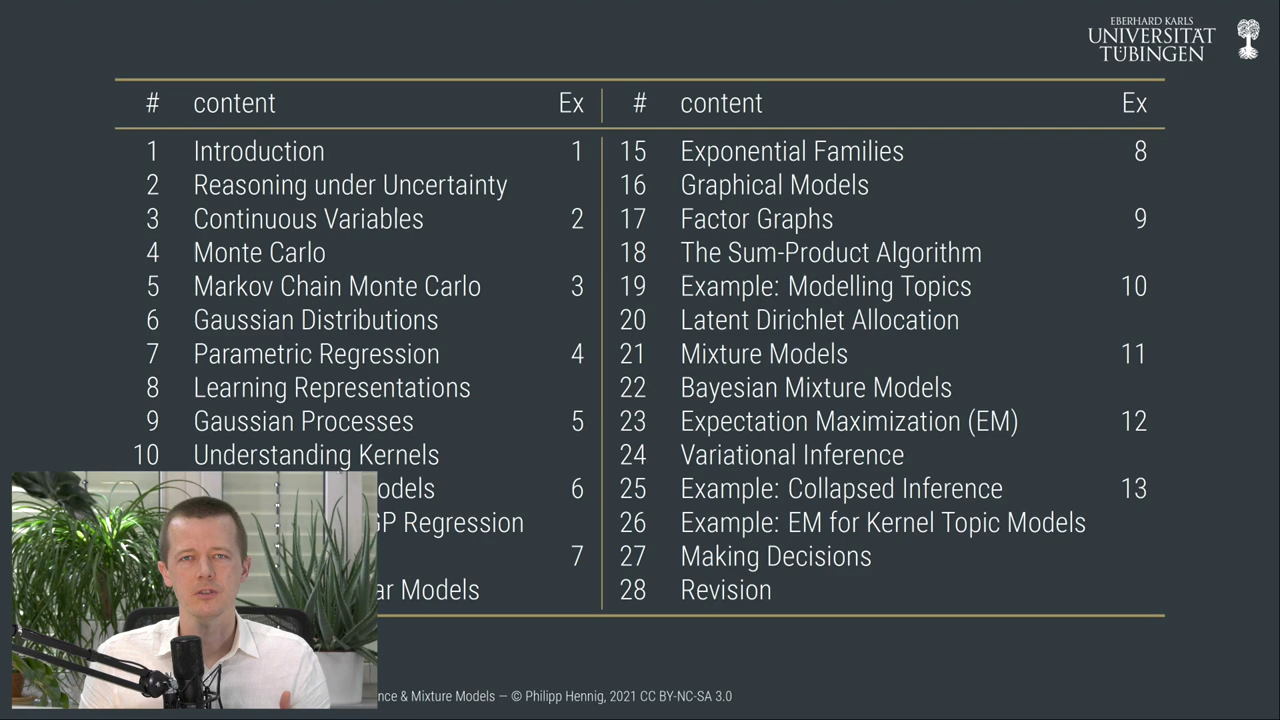 EBERHARD KARLS
UNIVERSITÄT
TÜBINGEN
# content Ex # content Ex
1 Introduction 1 15 Exponential Families 8
2 Reasoning under Uncertainty 16 Graphical Models
3 Continuous Variables 2 17 Factor Graphs 9
4 Monte Carlo 18 The Sum-Product Algorithm
5 Markov Chain Monte Carlo 3 19 Example: Modelling Topics 10
6 Gaussian Distributions 20 Latent Dirichlet Allocation
7 Parametric Regression 4 21 Mixture Models 11
8 Learning Representations 22 Bayesian Mixture Models
9 Gaussian Processes 5 23 Expectation Maximization (EM) 12
10 Understanding Kernels 24 Variational Inference
6 25 Example: Collapsed Inference 13
GP Regression 26 Example: EM for Kernel Topic Models
7 27 Making Decisions
Models 28 Revision
& Mixture Models — © Philipp Hennig, 2021 CC BY-NC-SA 3.0